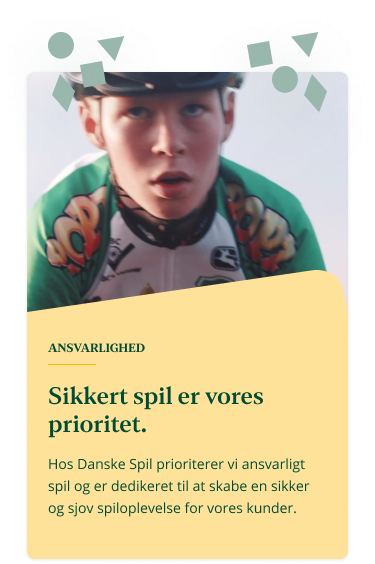 ANSVARLIGHED
Sikkert spil er vores
prioritet.
Hos Danske Spil prioriterer vi ansvarligt
spil og er dedikeret til at skabe en sikker
og sjov spiloplevelse for vores kunder.